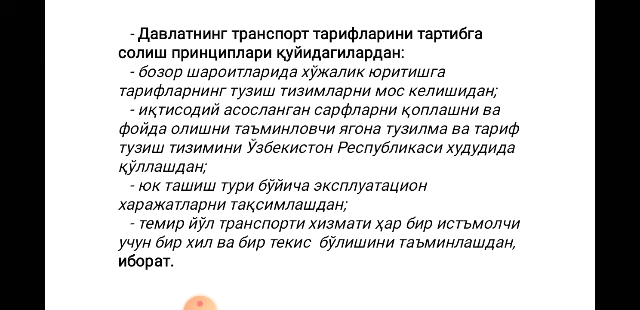 - Давлатнинг транспорт тарифларини тартибга
солиш принциплари қуйидагилардан:
- бозор шароитларида хўжалик юритишга
тарифларнинг тузиш тизимларни мос келишидан;
- иқтисодий асосланган сарфларни қоплашни ва
фойда олишни таъминловчи ягона тузилма ва тариф
тузиш тизимини Ўзбекистон Республикаси худудида
қўллашдан;
- юк ташиш тури бўйича эксплуатацион
харажатларни тақсимлашдан;
- темир йўл транспорти хизмати ҳар бир истъмолчи
учун бир хил ва бир текис бўлишини таъминлашдан,
иборат.